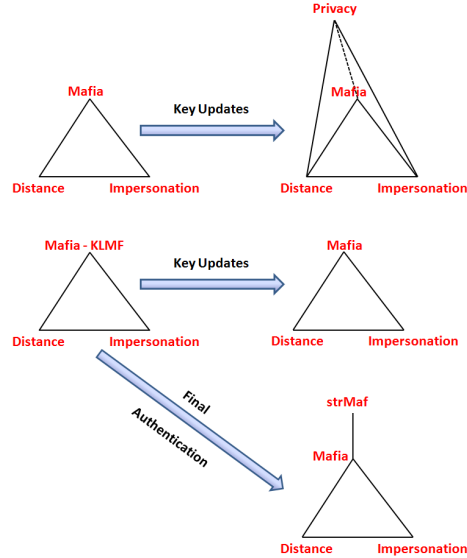 Privacy
Mafia
Key Updates
Mafia
Distance
Impersonation
Distance
Impersonation
Mafia - KLMF
Key Updates
Mafia
Distance
Impersonation
Distance
Impersonation
Final
Authentication
strMaf
Mafia
Distance
Impersonation